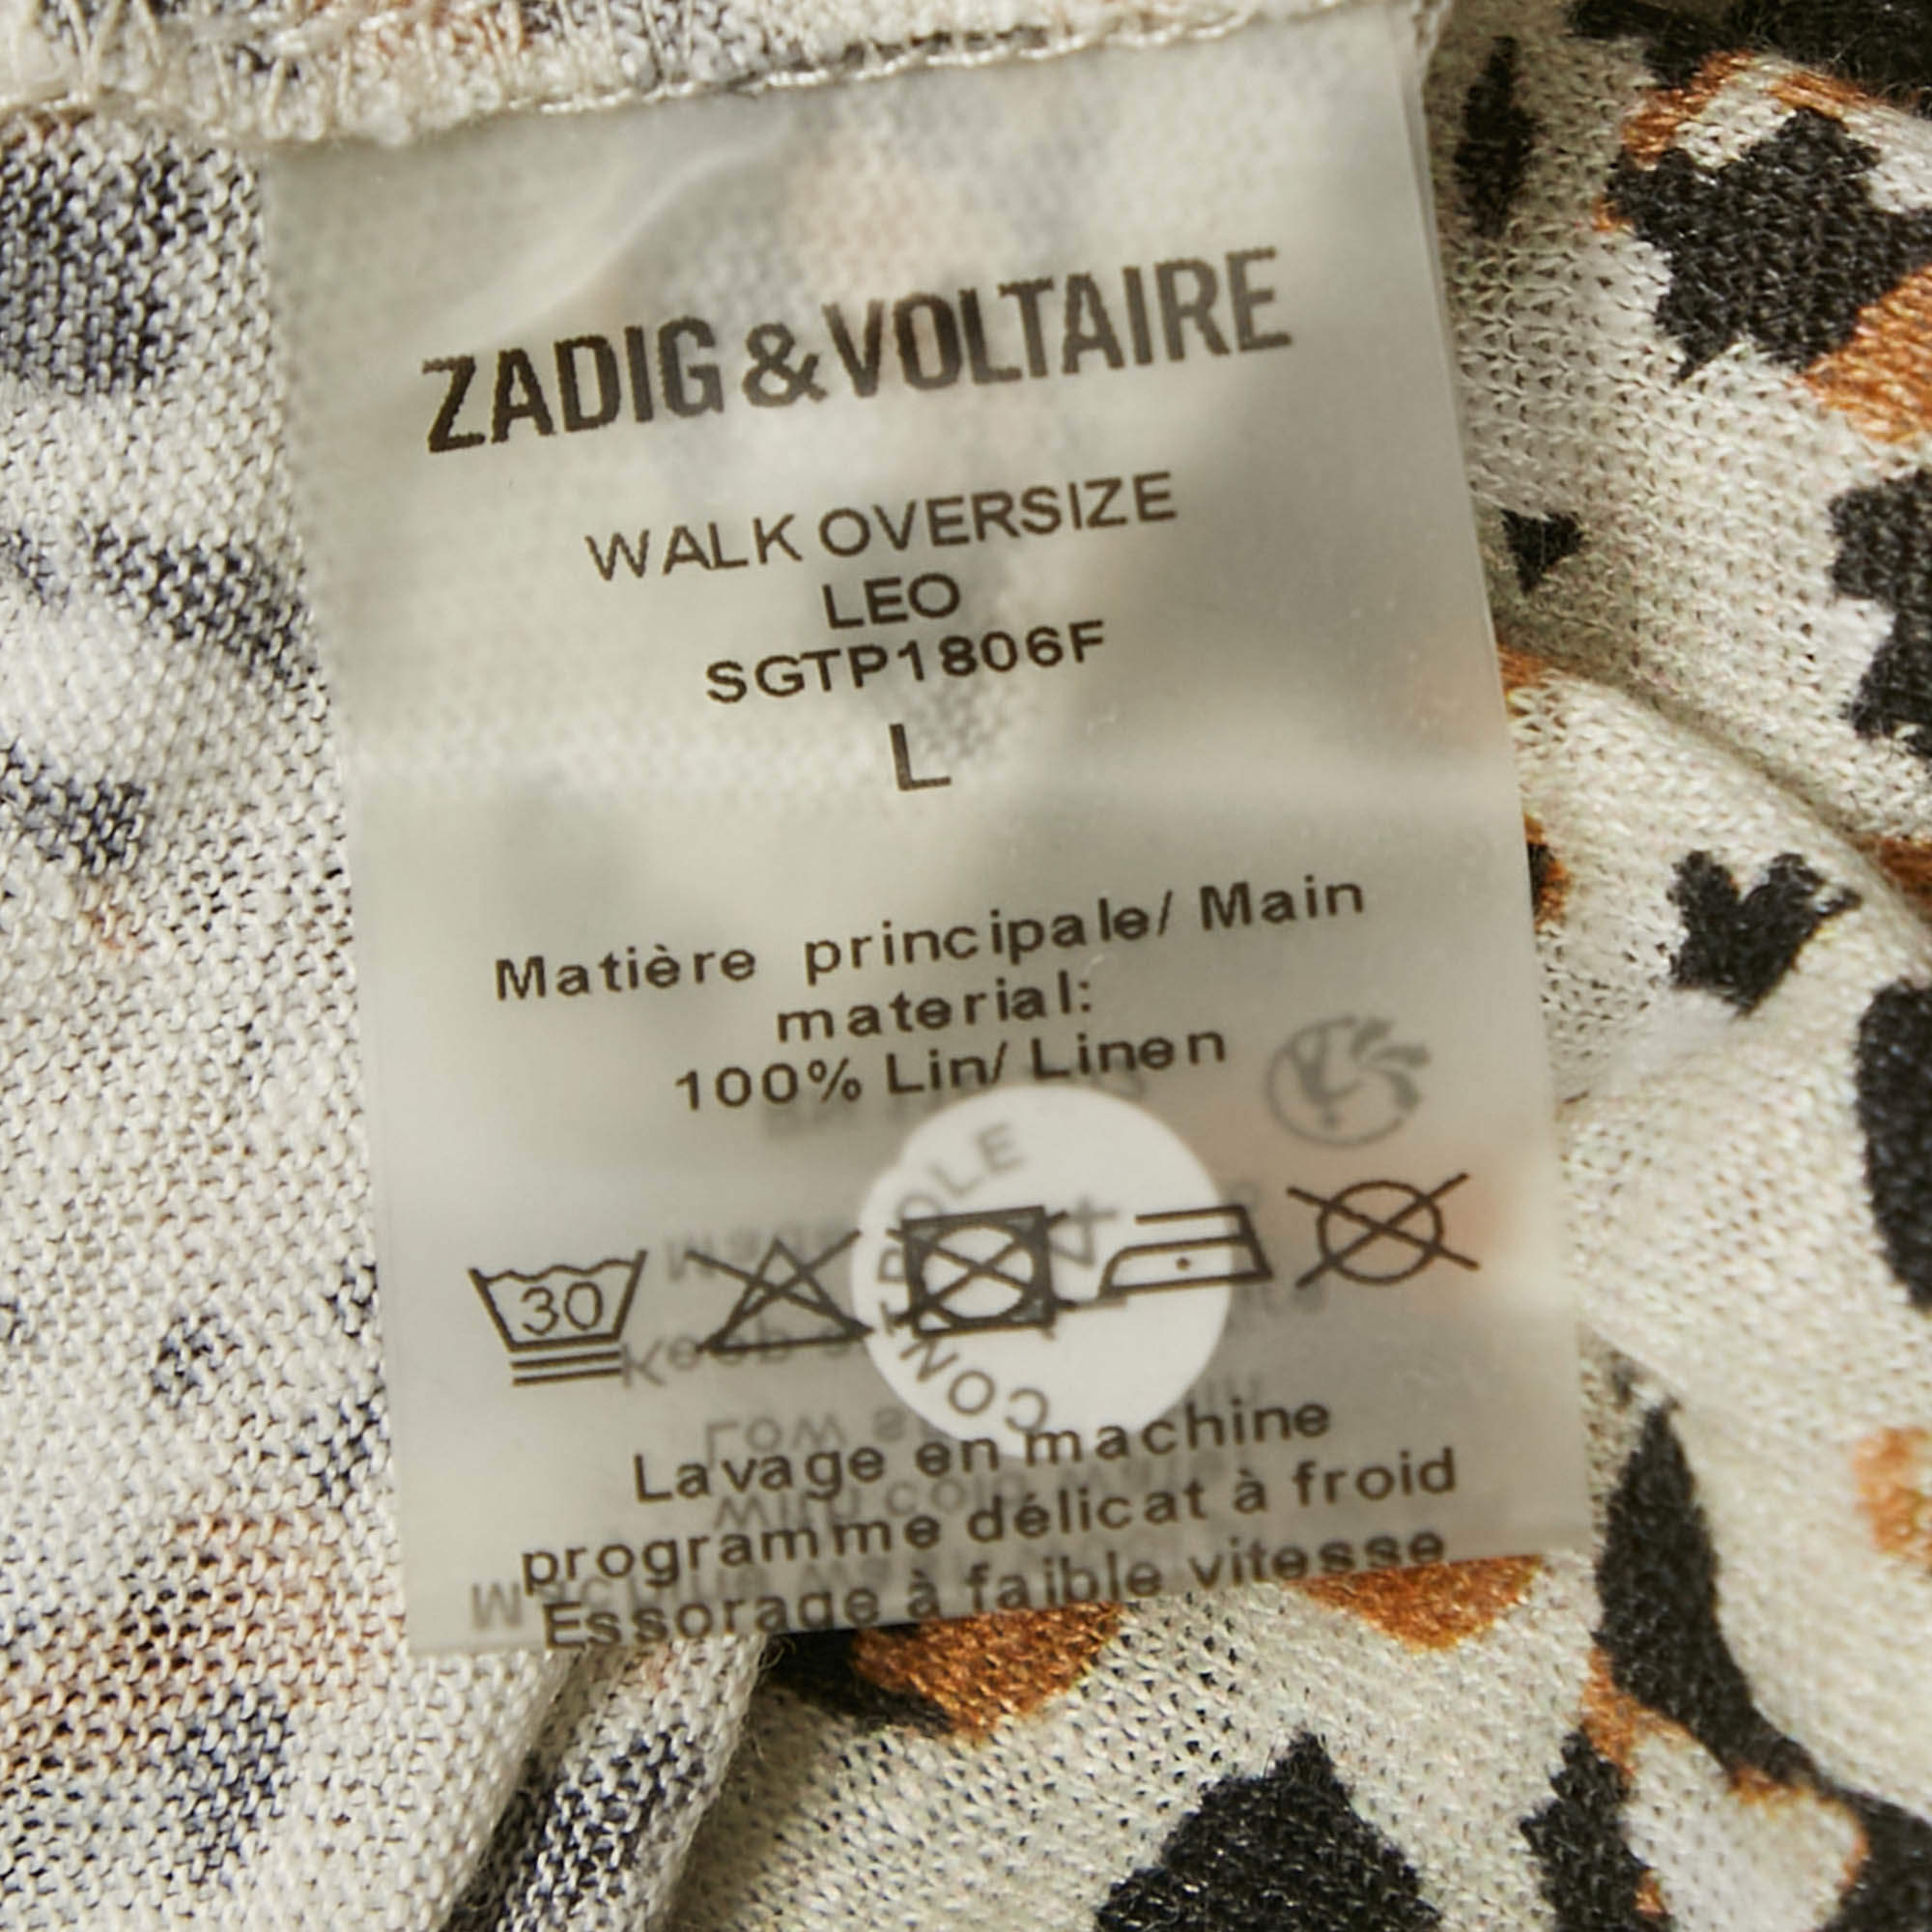 ZADIG&VOLTAIRE
WALK OVERSIZE
LEO
SGTP1806F
L
Matière principale/ Main
material:
100% Lin/ Linen
CONTROLE
30
Lavage en machine
programme délicat à froid
Essorage à faible vitesse